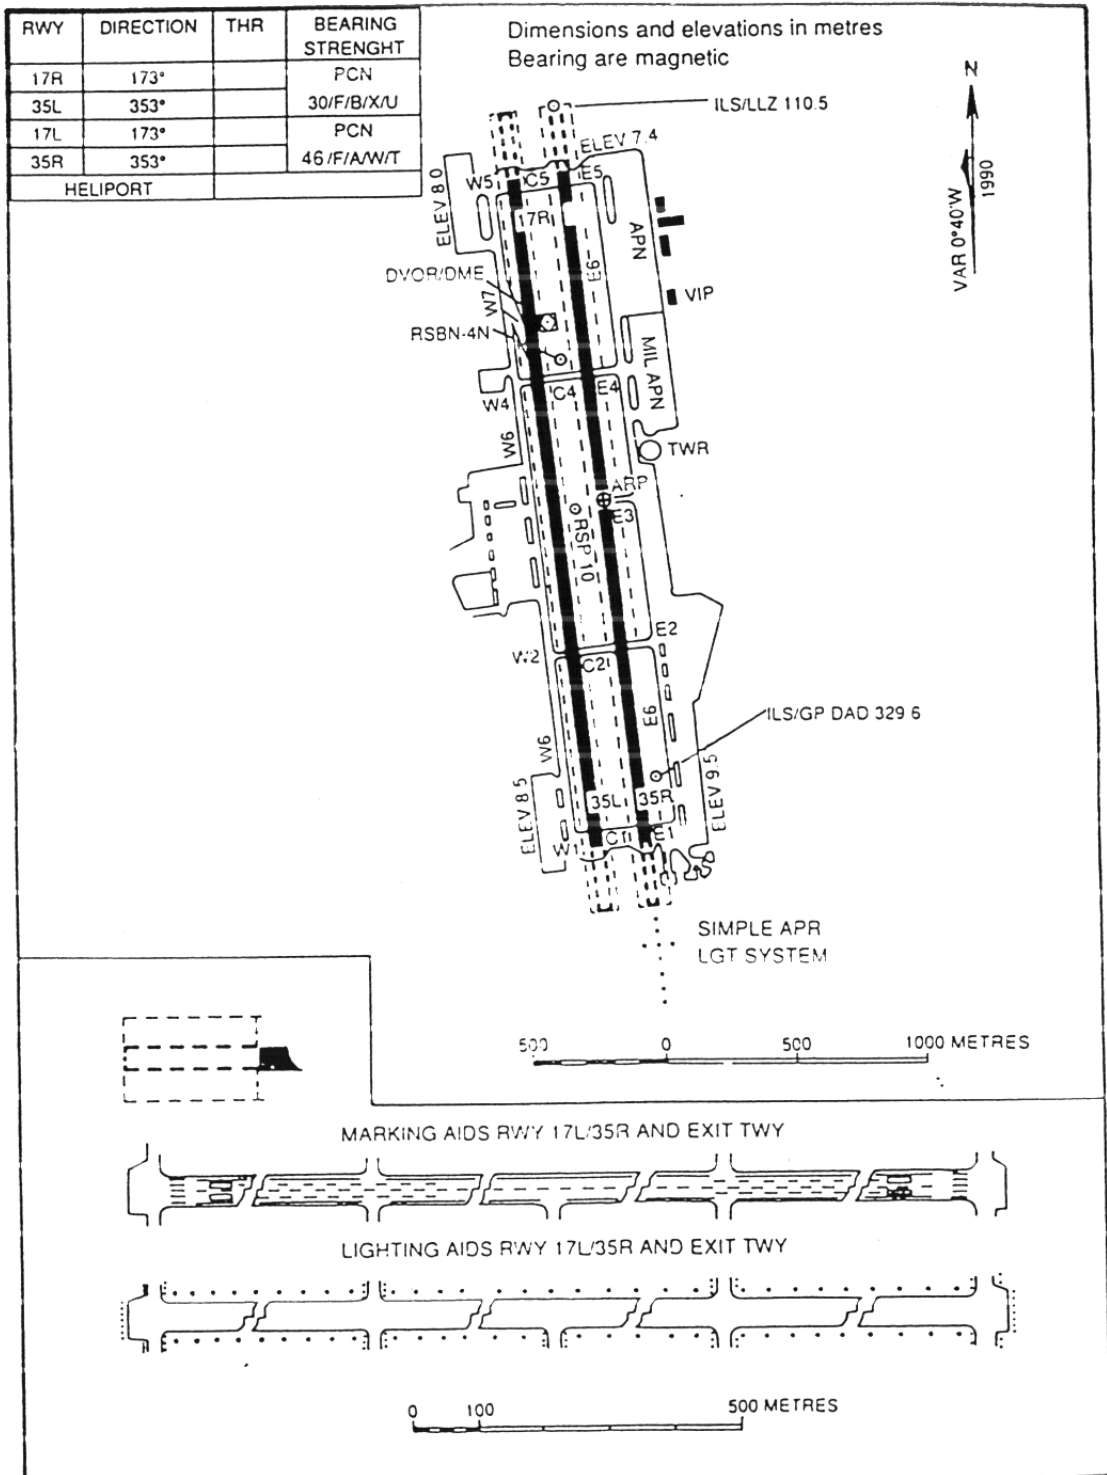 RWY DIRECTION THR BEARING STRENGHT
17R 173° PCN
35L 353° 30/F/B/X/U
17L 173° PCN
35R 353° 46/F/A/W/T
HELIPORT
Dimensions and elevations in metres
Bearing are magnetic
N
VAR 0°40'W
1990
ILS/LLZ 110.5
ELEV 7.4
ELEV 8.0
W5
C5
E5
17R
APN
DVOR/DME
E6
W7
VIP
RSBN-4N
MIL APN
W4
C4
E4
W6
TWR
ARP
E3
RSP 10
W2
C2
E2
ILS/GP DAD 329 6
W6
E6
ELEV 8.5
35L
35R
ELEV 9.5
W1
C1
E1
SIMPLE APR
LGT SYSTEM
500 0 500 1000 METRES
MARKING AIDS RWY 17L/35R AND EXIT TWY
LIGHTING AIDS RWY 17L/35R AND EXIT TWY
0 100 500 METRES